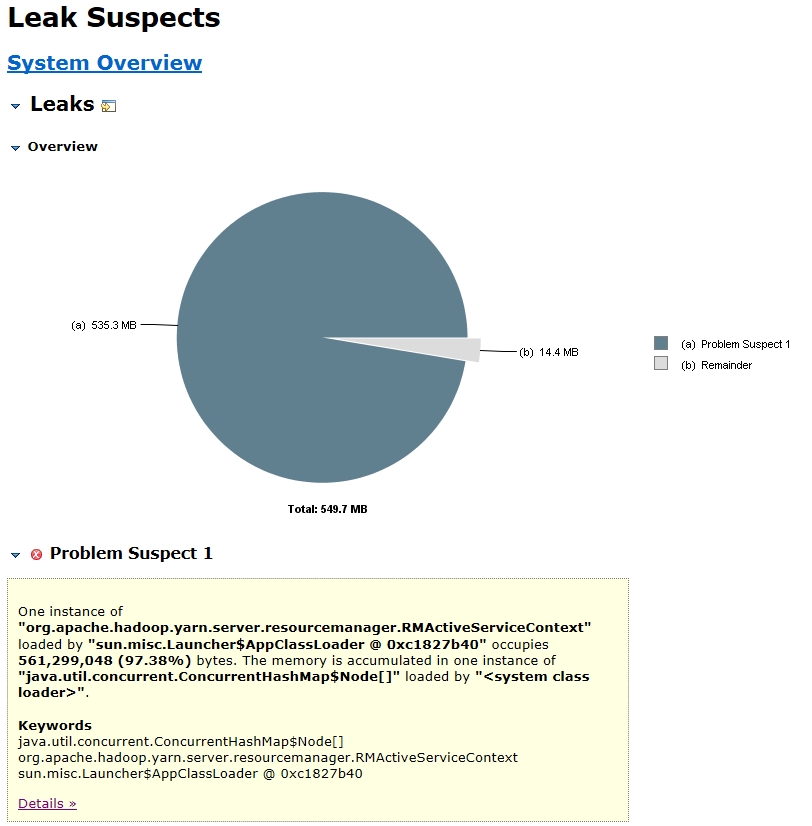 Leak Suspects
System Overview
Leaks
Overview
(a) 535.3 MB
(b) 14.4 MB
(a) Problem Suspect 1
(b) Remainder
Total: 549.7 MB
Problem Suspect 1
One instance of
"org.apache.hadoop.yarn.server.resourcemanager.RMActiveServiceContext"
loaded by "sun.misc.Launcher$AppClassLoader @ 0xc1827b40" occupies
561,299,048 (97.38%) bytes. The memory is accumulated in one instance of
"java.util.concurrent.ConcurrentHashMap$Node[]" loaded by "<system class
loader>".
Keywords
java.util.concurrent.ConcurrentHashMap$Node[]
org.apache.hadoop.yarn.server.resourcemanager.RMActiveServiceContext
sun.misc.Launcher$AppClassLoader @ 0xc1827b40
Details »